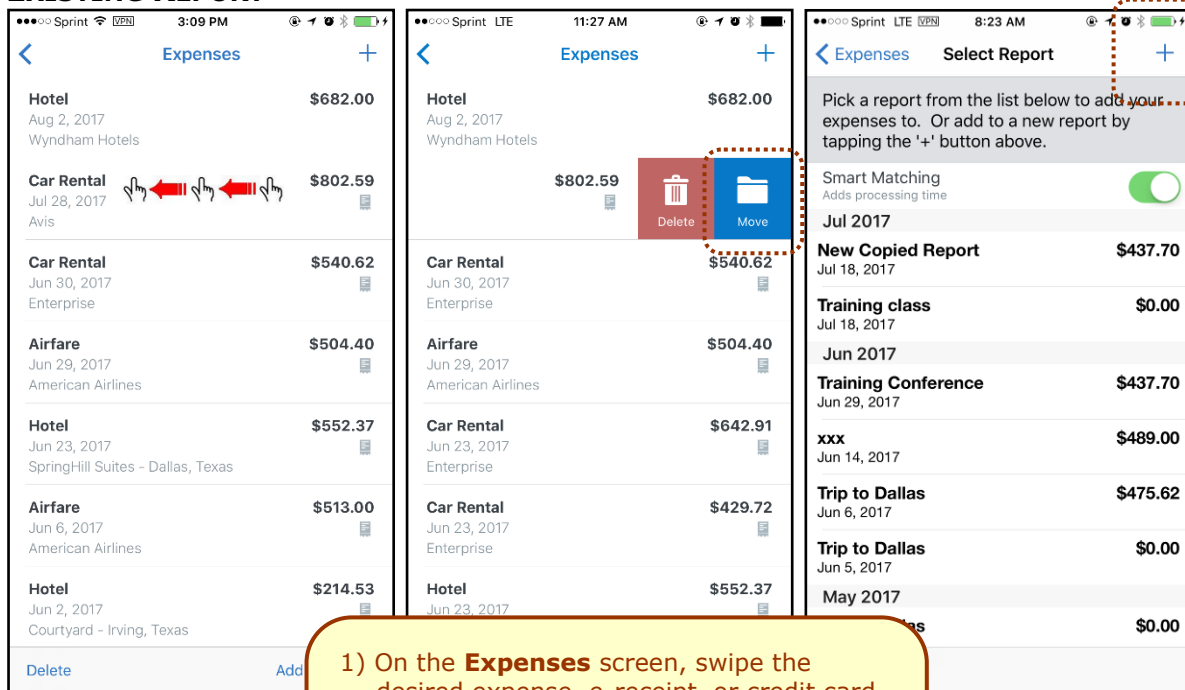 ●●●○○ Sprint VPN 3:09 PM
Expenses +
Hotel $682.00
Aug 2, 2017
Wyndham Hotels
Car Rental $802.59
Jul 28, 2017
Avis
Car Rental $540.62
Jun 30, 2017
Enterprise
Airfare $504.40
Jun 29, 2017
American Airlines
Hotel $552.37
Jun 23, 2017
SpringHill Suites - Dallas, Texas
Airfare $513.00
Jun 6, 2017
American Airlines
Hotel $214.53
Jun 2, 2017
Courtyard - Irving, Texas
Delete Add
●●○○○ Sprint LTE 11:27 AM
Expenses +
Hotel $682.00
Aug 2, 2017
Wyndham Hotels
$802.59
Delete Move
Car Rental $540.62
Jun 30, 2017
Enterprise
Airfare $504.40
Jun 29, 2017
American Airlines
Car Rental $642.91
Jun 23, 2017
Enterprise
Car Rental $429.72
Jun 23, 2017
Enterprise
Hotel $552.37
Jun 23, 2017
●●○○○ Sprint LTE VPN 8:23 AM
Expenses Select Report +
Pick a report from the list below to add your
expenses to. Or add to a new report by
tapping the '+' button above.
Smart Matching
Adds processing time
Jul 2017
New Copied Report $437.70
Jul 18, 2017
Training class $0.00
Jul 18, 2017
Jun 2017
Training Conference $437.70
Jun 29, 2017
xxx $489.00
Jun 14, 2017
Trip to Dallas $475.62
Jun 6, 2017
Trip to Dallas $0.00
Jun 5, 2017
May 2017
$0.00
1) On the Expenses screen, swipe the
desired expense, e-receipt, or credit card